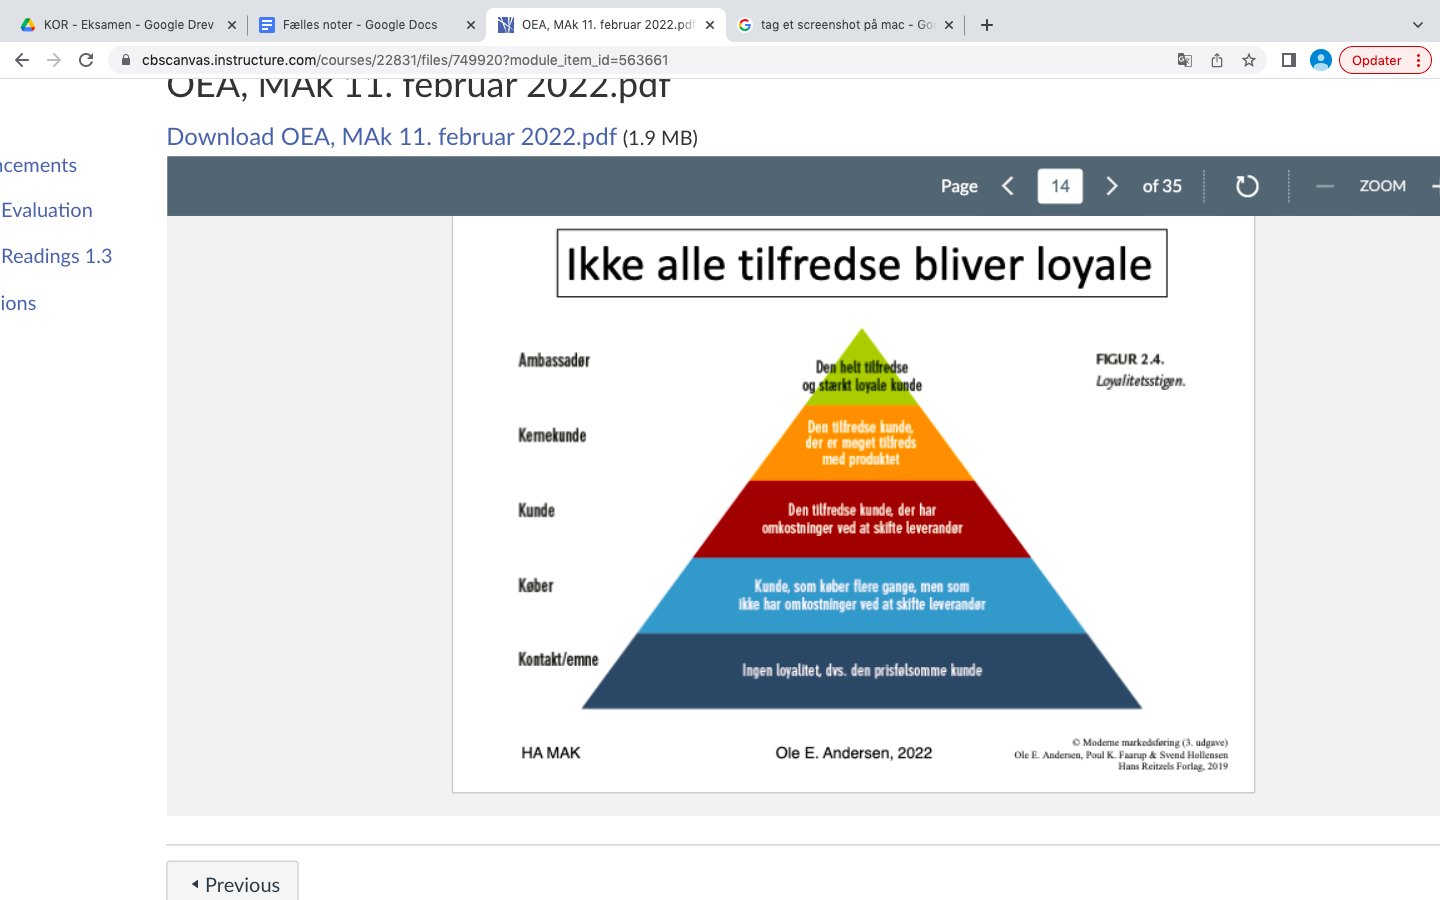 KOR - Eksamen - Google Drev
Fælles noter - Google Docs
OEA, MAk 11. februar 2022.pdf
tag et screenshot på mac - Go
cbscanvas.instructure.com/courses/22831/files/749920?module_item_id=563661
Opdater
OEA, MAk 11. februar 2022.pdf
Download OEA, MAk 11. februar 2022.pdf (1.9 MB)
ncements
Evaluation
Readings 1.3
ions
Page 14 of 35 ZOOM
Ikke alle tilfredse bliver loyale
Ambassadør
Den helt tilfredse
og stærkt loyale kunde
FIGUR 2.4.
Loyalitetsstigen.
Kernekunde
Den tilfredse kunde,
der er meget tilfreds
med produktet
Kunde
Den tilfredse kunde, der har
omkostninger ved at skifte leverandør
Køber
Kunde, som køber flere gange, men som
ikke har omkostninger ved at skifte leverandør
Kontakt/emne
Ingen loyalitet, dvs. den prisfølsomme kunde
HA MAK
Ole E. Andersen, 2022
© Moderne markedsføring (3. udgave)
Ole E. Andersen, Poul K. Faarup & Svend Hollensen
Hans Reitzels Forlag, 2019
Previous